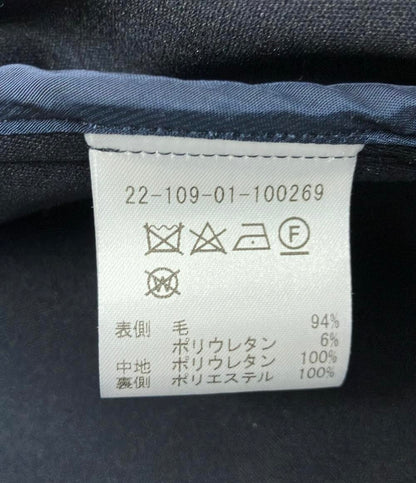 22-109-01-100269
F
W
表側 毛 94%
ポリウレタン 6%
中地 ポリウレタン 100%
裏側 ポリエステル 100%